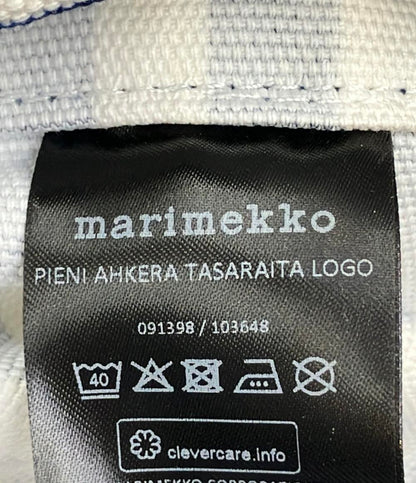 marimekko
PIENI AHKERA TASARAITA LOGO
091398 / 103648
40
clevercare.info